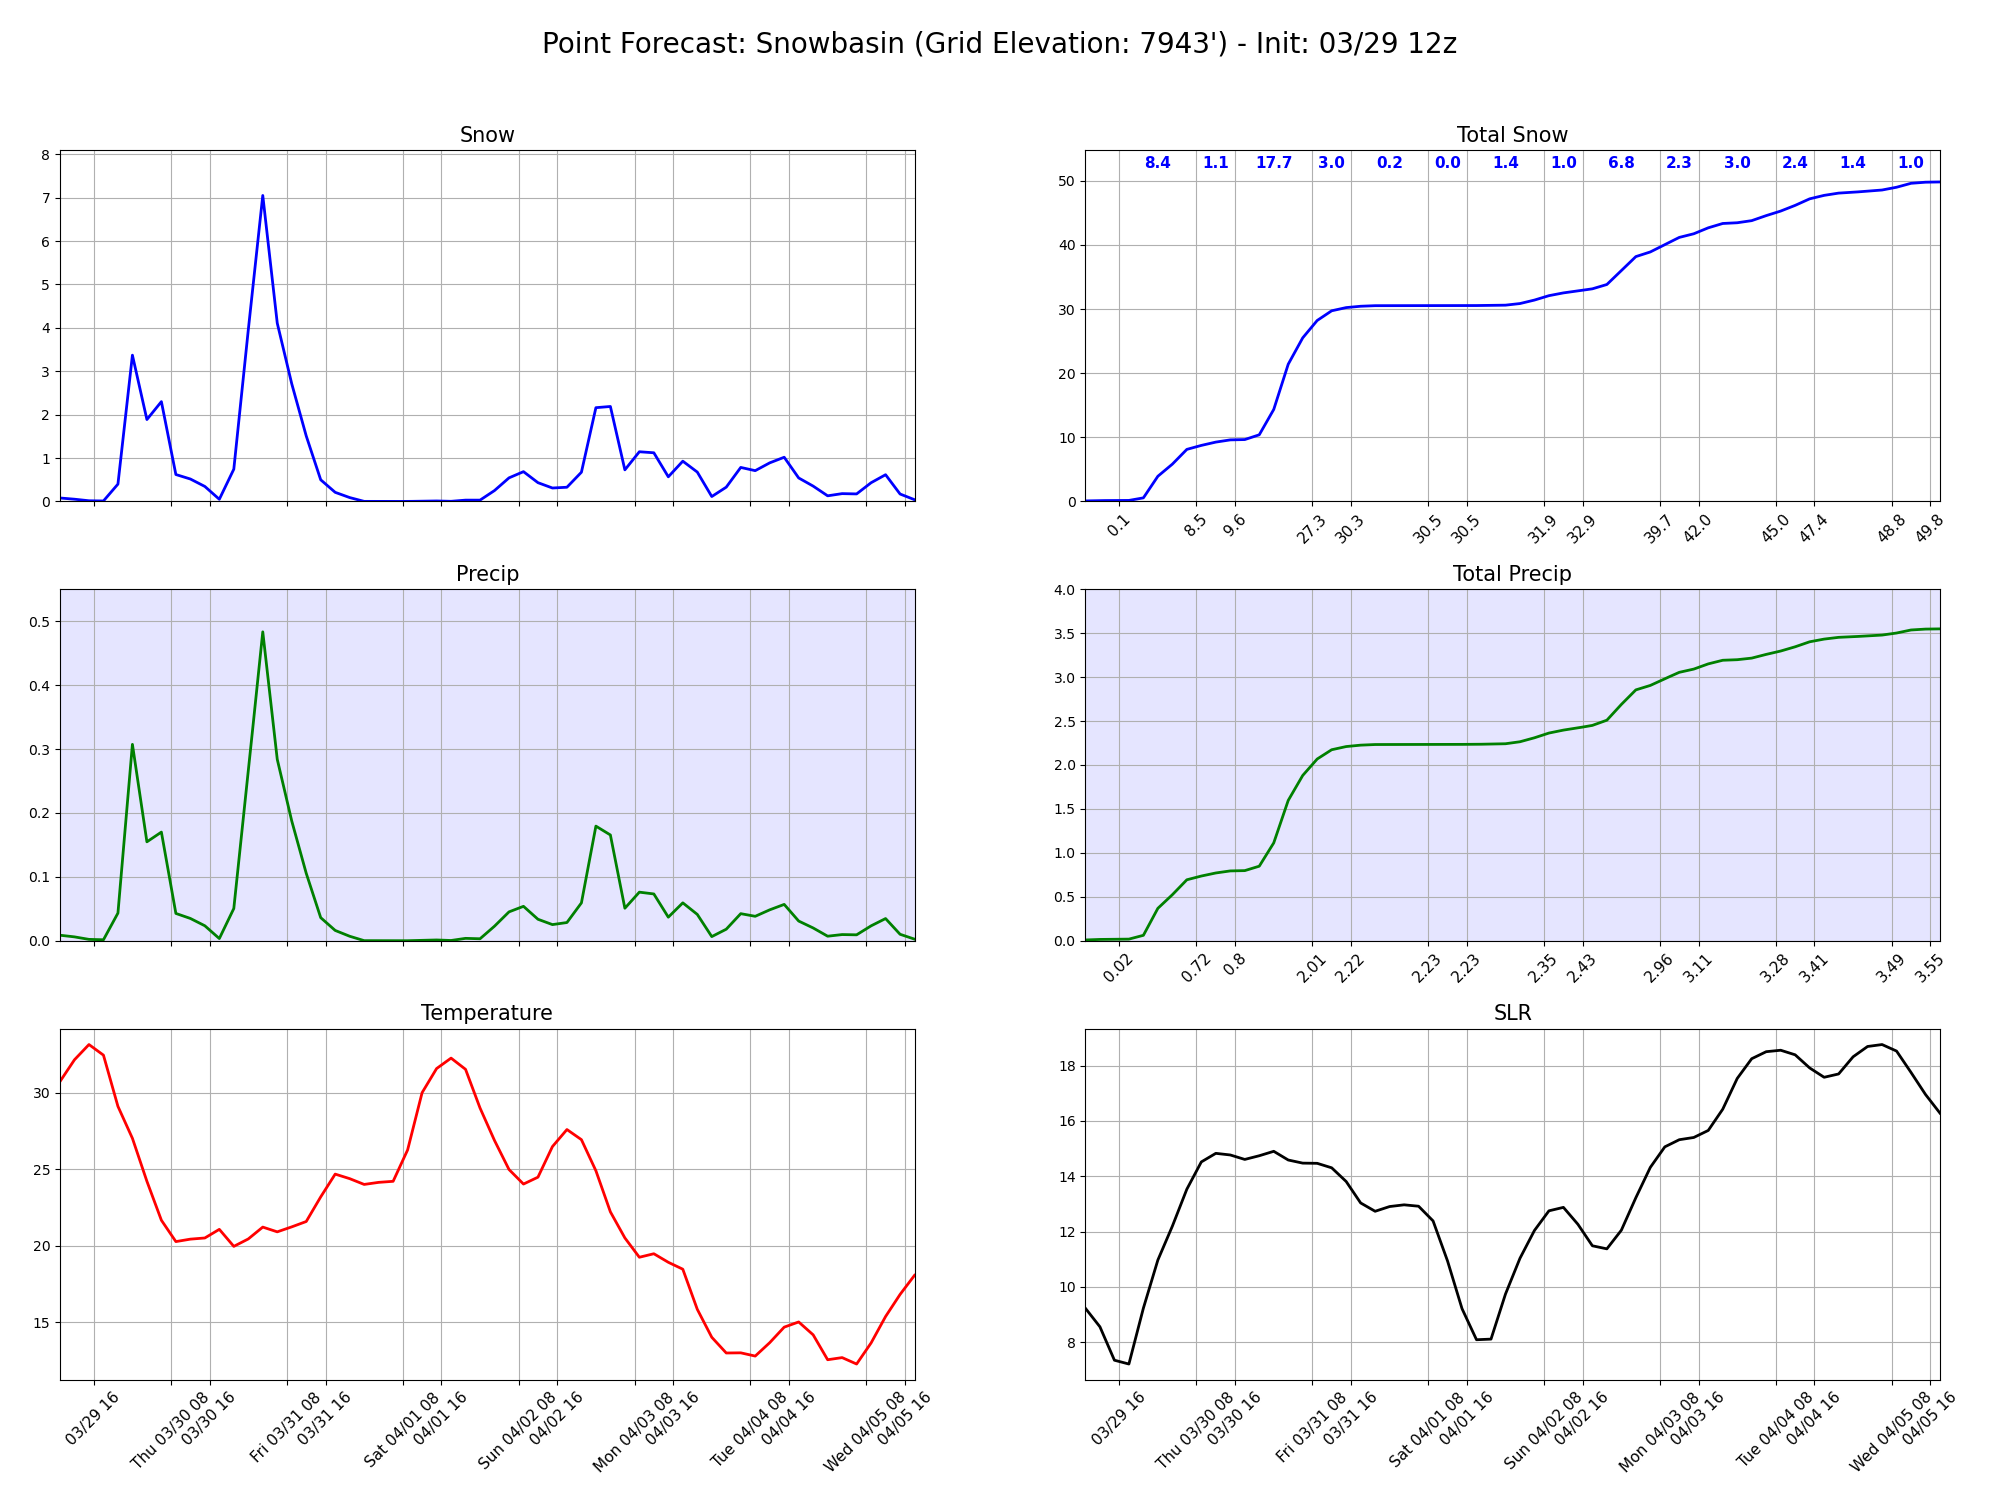 Point Forecast: Snowbasin (Grid Elevation: 7943') - Init: 03/29 12z
Snow
8
7
6
5
4
3
2
1
0
Total Snow
8.4 1.1 17.7 3.0 0.2 0.0 1.4 1.0 6.8 2.3 3.0 2.4 1.4 1.0
50
40
30
20
10
0
0.1 8.5 9.6 27.3 30.3 30.5 30.5 31.9 32.9 39.7 42.0 45.0 47.4 48.8 49.8
Precip
0.5
0.4
0.3
0.2
0.1
0.0
Total Precip
4.0
3.5
3.0
2.5
2.0
1.5
1.0
0.5
0.0
0.02 0.72 0.8 2.01 2.22 2.23 2.23 2.35 2.43 2.96 3.11 3.28 3.41 3.49 3.55
Temperature
30
25
20
15
03/29 16
Thu 03/30 08
03/30 16
Fri 03/31 08
03/31 16
Sat 04/01 08
04/01 16
Sun 04/02 08
04/02 16
Mon 04/03 08
04/03 16
Tue 04/04 08
04/04 16
Wed 04/05 08
04/05 16
SLR
18
16
14
12
10
8
03/29 16
Thu 03/30 08
03/30 16
Fri 03/31 08
03/31 16
Sat 04/01 08
04/01 16
Sun 04/02 08
04/02 16
Mon 04/03 08
04/03 16
Tue 04/04 08
04/04 16
Wed 04/05 08
04/05 16